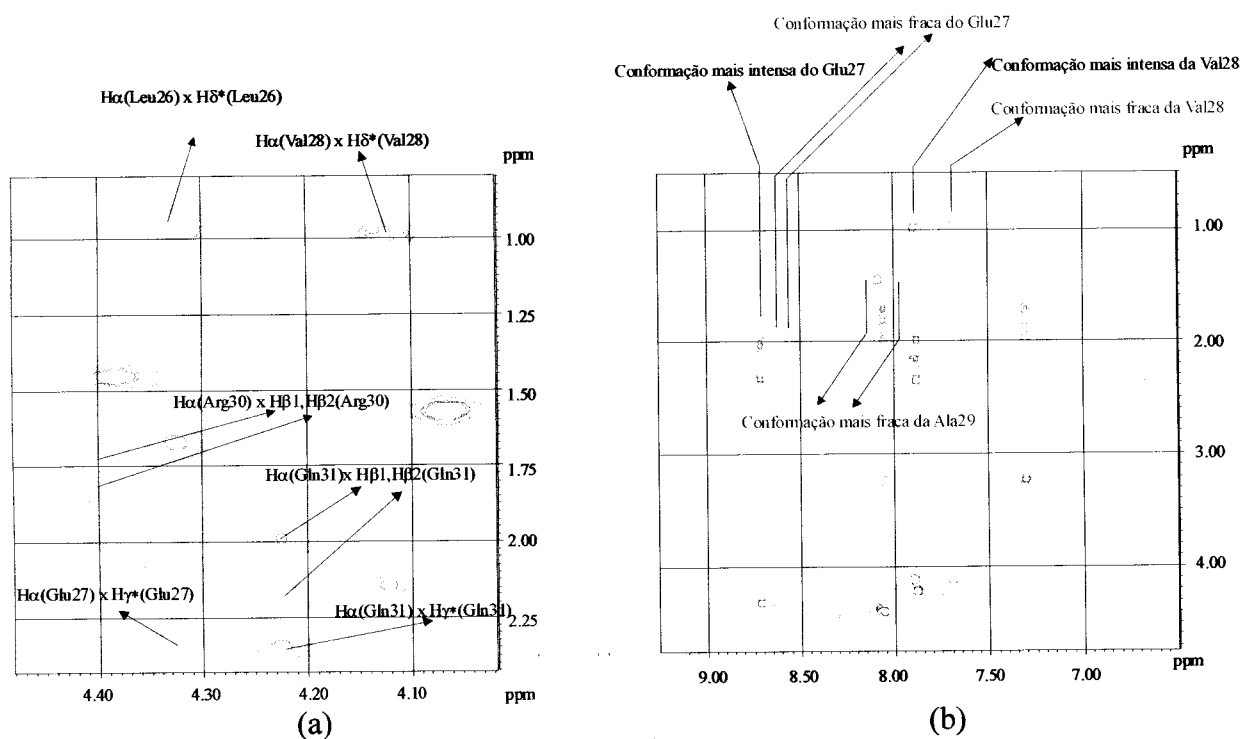 Hα(Leu26) x Hδ*(Leu26)
Hα(Val28) x Hδ*(Val28)
ppm
1.00
1.25
1.50
Hα(Arg30) x Hβ1,Hβ2(Arg30)
1.75
Hα(Gln31)x Hβ1,Hβ2(Gln31)
2.00
Hα(Glu27) x Hγ*(Glu27)
Hα(Gln31) x Hγ*(Gln31)
2.25
4.40
4.30
4.20
4.10
ppm
(a)
Conformação mais fraca do Glu27
Conformação mais intensa do Glu27
Conformação mais intensa da Val28
Conformação mais fraca da Val28
ppm
1.00
2.00
Conformação mais fraca da Ala29
3.00
4.00
9.00
8.50
8.00
7.50
7.00
ppm
(b)